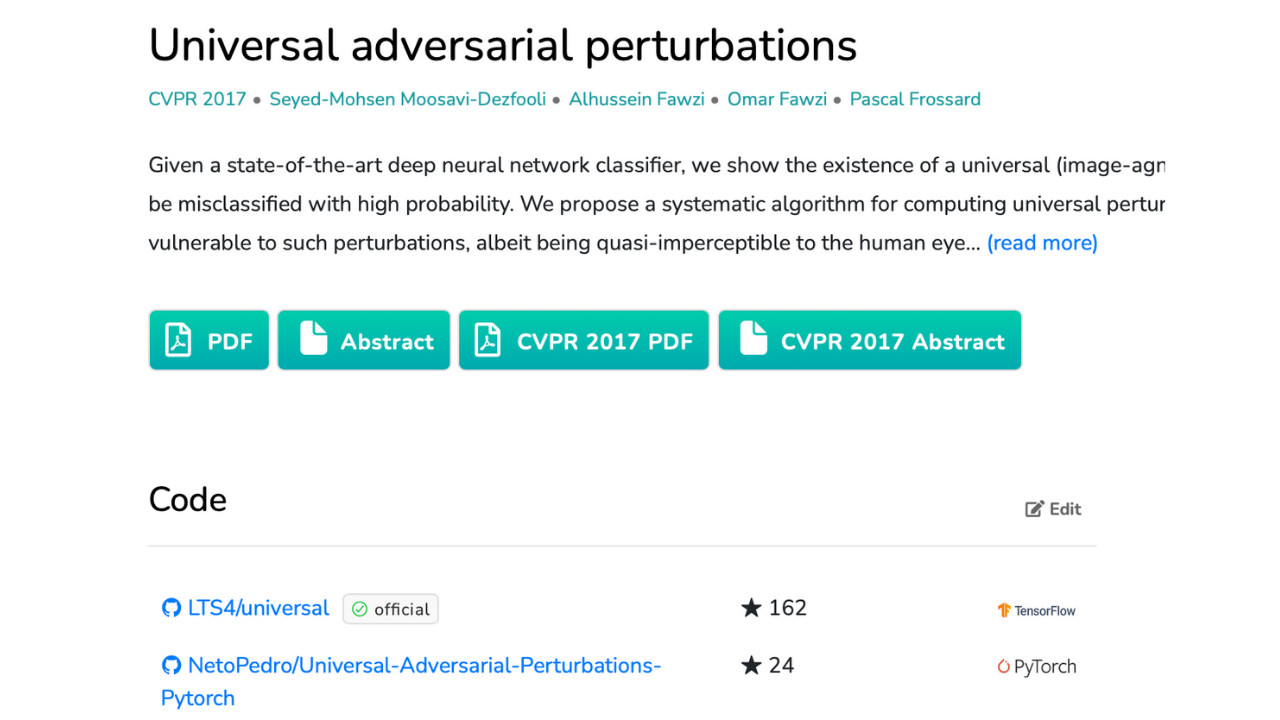 Universal adversarial perturbations
CVPR 2017 • Seyed-Mohsen Moosavi-Dezfooli • Alhussein Fawzi • Omar Fawzi • Pascal Frossard
Given a state-of-the-art deep neural network classifier, we show the existence of a universal (image-agn
be misclassified with high probability. We propose a systematic algorithm for computing universal pertur
vulnerable to such perturbations, albeit being quasi-imperceptible to the human eye... (read more)
PDF Abstract CVPR 2017 PDF CVPR 2017 Abstract
Code Edit
LTS4/universal official 162 TensorFlow
NetoPedro/Universal-Adversarial-Perturbations- 24 PyTorch
Pytorch